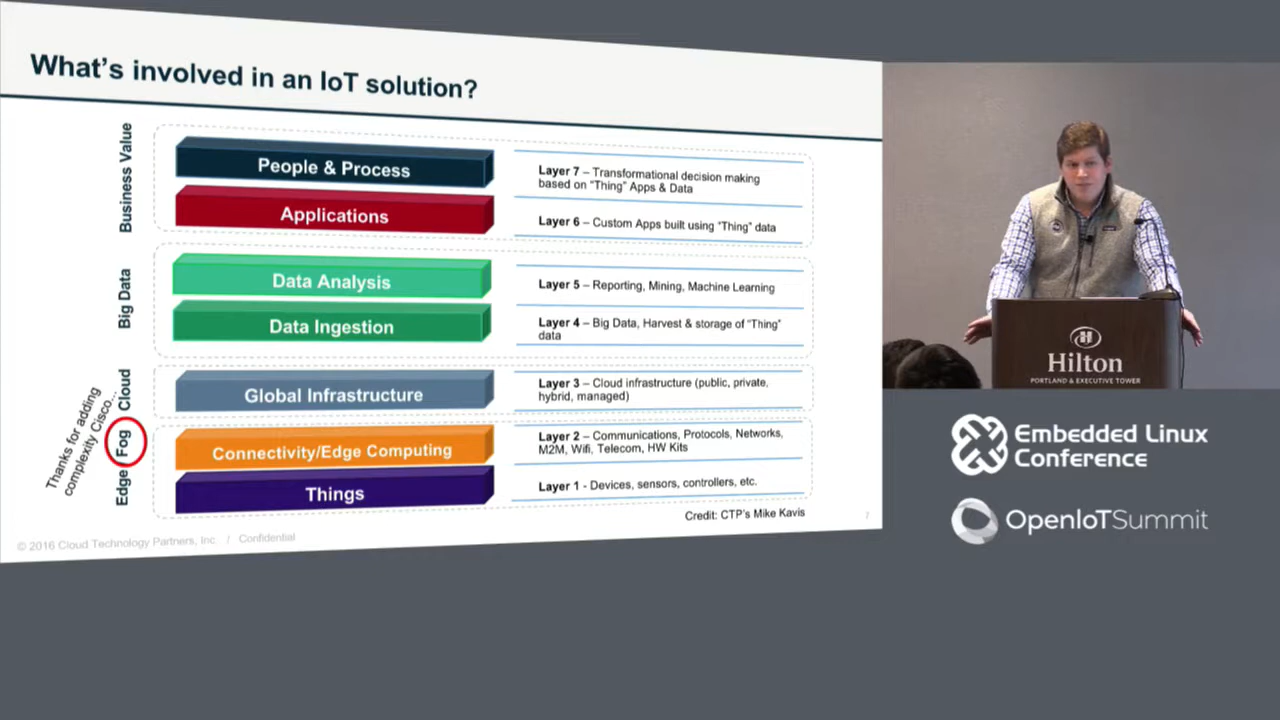 What's involved in an IoT solution?
Business Value
People & Process
Layer 7 – Transformational decision making
based on "Thing" Apps & Data
Applications
Layer 6 – Custom Apps built using "Thing" data
Big Data
Data Analysis
Layer 5 – Reporting, Mining, Machine Learning
Data Ingestion
Layer 4 – Big Data, Harvest & storage of "Thing"
data
Cloud
Global Infrastructure
Layer 3 – Cloud infrastructure (public, private,
hybrid, managed)
Thanks for adding
complexity Cisco...
Edge / Fog
Connectivity/Edge Computing
Layer 2 – Communications, Protocols, Networks,
M2M, Wifi, Telecom, HW Kits
Things
Layer 1 - Devices, sensors, controllers, etc.
Credit: CTP's Mike Kavis
7
© 2016 Cloud Technology Partners, Inc. / Confidential
Hilton
PORTLAND & EXECUTIVE TOWER
Embedded Linux
Conference
OpenIoTSummit